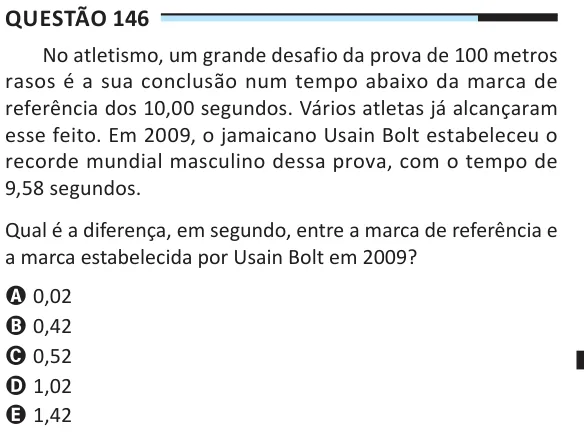 QUESTÃO 146
No atletismo, um grande desafio da prova de 100 metros
rasos é a sua conclusão num tempo abaixo da marca de
referência dos 10,00 segundos. Vários atletas já alcançaram
esse feito. Em 2009, o jamaicano Usain Bolt estabeleceu o
recorde mundial masculino dessa prova, com o tempo de
9,58 segundos.
Qual é a diferença, em segundo, entre a marca de referência e
a marca estabelecida por Usain Bolt em 2009?
A 0,02
B 0,42
C 0,52
D 1,02
E 1,42